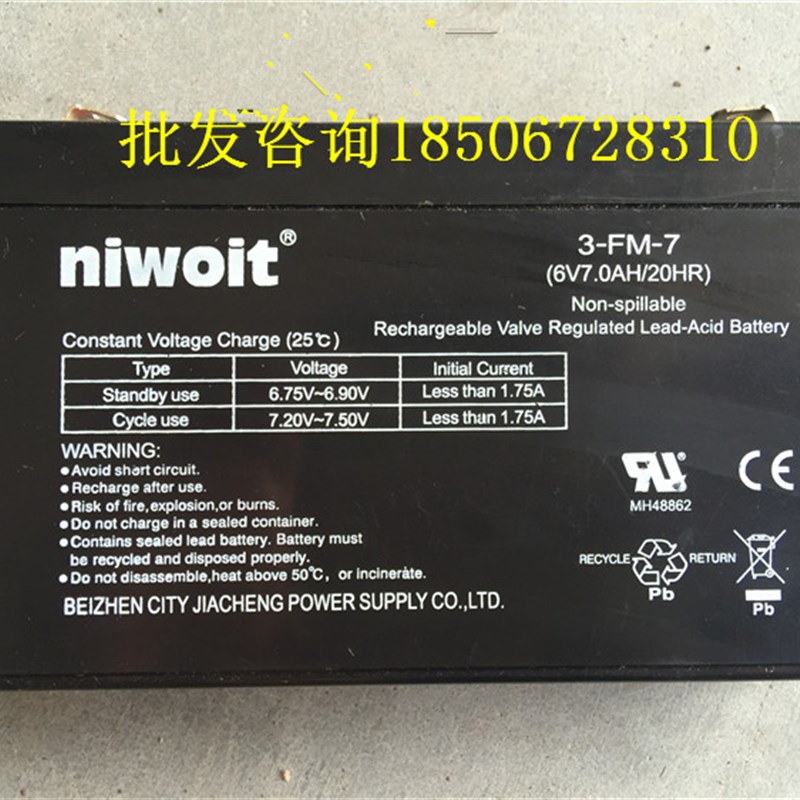 批发咨询18506728310
niwoit®
3-FM-7
(6V7.0AH/20HR)
Non-spillable
Rechargeable Valve Regulated Lead-Acid Battery
Constant Voltage Charge (25℃)
Type Voltage Initial Current
Standby use 6.75V~6.90V Less than 1.75A
Cycle use 7.20V~7.50V Less than 1.75A
WARNING:
●Avoid short circuit.
●Recharge after use.
●Risk of fire,explosion,or burns.
●Do not charge in a sealed container.
●Contains sealed lead battery. Battery must
be recycled and disposed properly.
●Do not disassemble,heat above 50℃, or incinerate.
BEIZHEN CITY JIACHENG POWER SUPPLY CO.,LTD.
RU®
MH48862
CE
RECYCLE RETURN
Pb
Pb